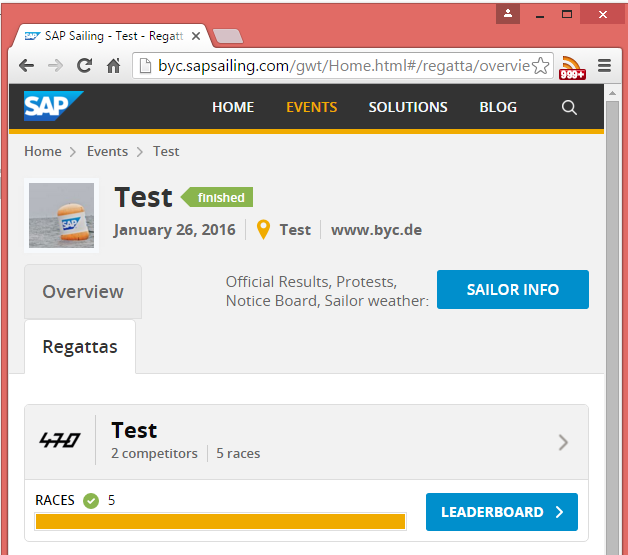 SAP Sailing - Test - Regatt
byc.sapsailing.com/gwt/Home.html#/regatta/overvie
999+
SAP HOME EVENTS SOLUTIONS BLOG
Home > Events > Test
SAP
Test finished
January 26, 2016 Test www.byc.de
Overview
Official Results, Protests,
Notice Board, Sailor weather:
SAILOR INFO
Regattas
470
Test
2 competitors 5 races
RACES 5
LEADERBOARD